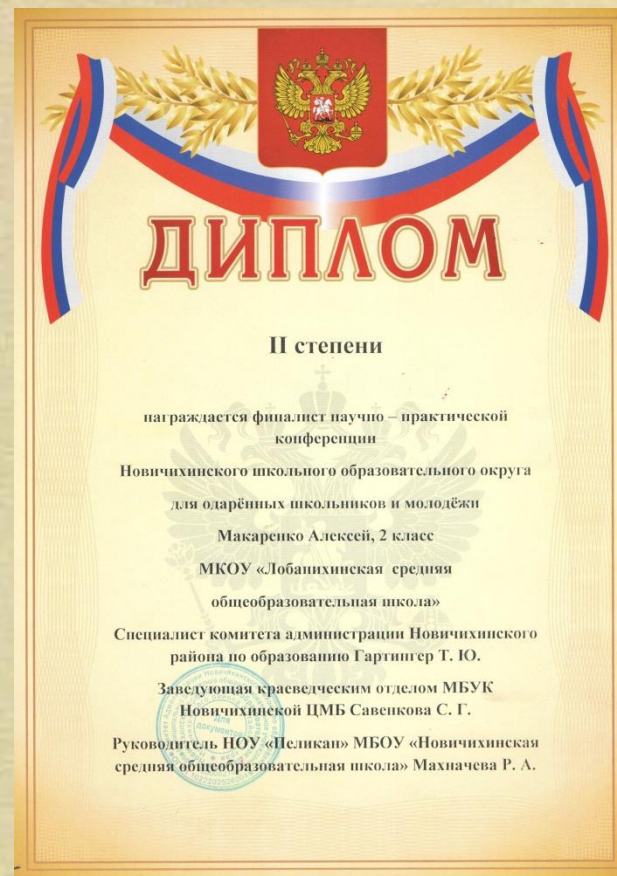 ДИПЛОМ
II степени
награждается финалист научно – практической
конференции
Новичихинского школьного образовательного округа
для одарённых школьников и молодёжи
Макаренко Алексей, 2 класс
МКОУ «Лобанихинская средняя
общеобразовательная школа»
Специалист комитета администрации Новичихинского
района по образованию Гартингер Т. Ю.
Заведующая краеведческим отделом МБУК
Новичихинской ЦМБ Савенкова С. Г.
Руководитель НОУ «Пеликан» МБОУ «Новичихинская
средняя общеобразовательная школа» Махначева Р. А.
Для
документов